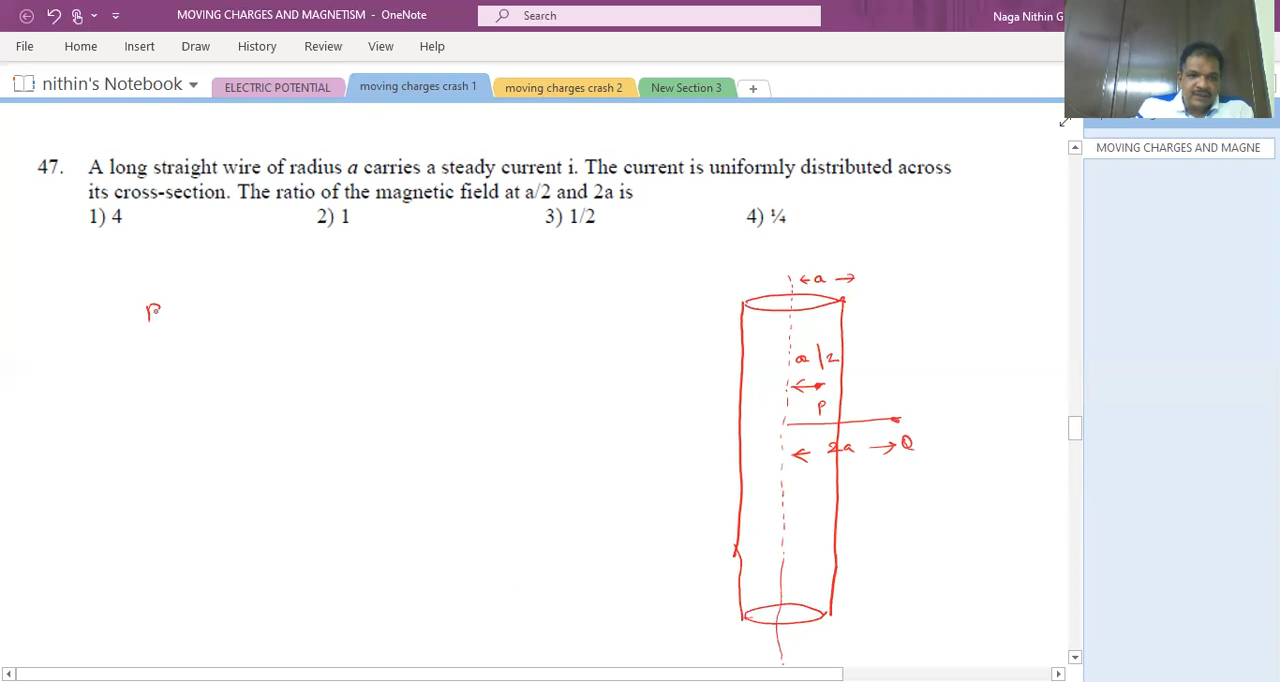 MOVING CHARGES AND MAGNETISM - OneNote
Search
Naga Nithin G
File Home Insert Draw History Review View Help
nithin's Notebook
ELECTRIC POTENTIAL
moving charges crash 1
moving charges crash 2
New Section 3
MOVING CHARGES AND MAGNE
47. A long straight wire of radius a carries a steady current i. The current is uniformly distributed across
its cross-section. The ratio of the magnetic field at a/2 and 2a is
1) 4 2) 1 3) 1/2 4) ¼
a
a/2
P
2a Q